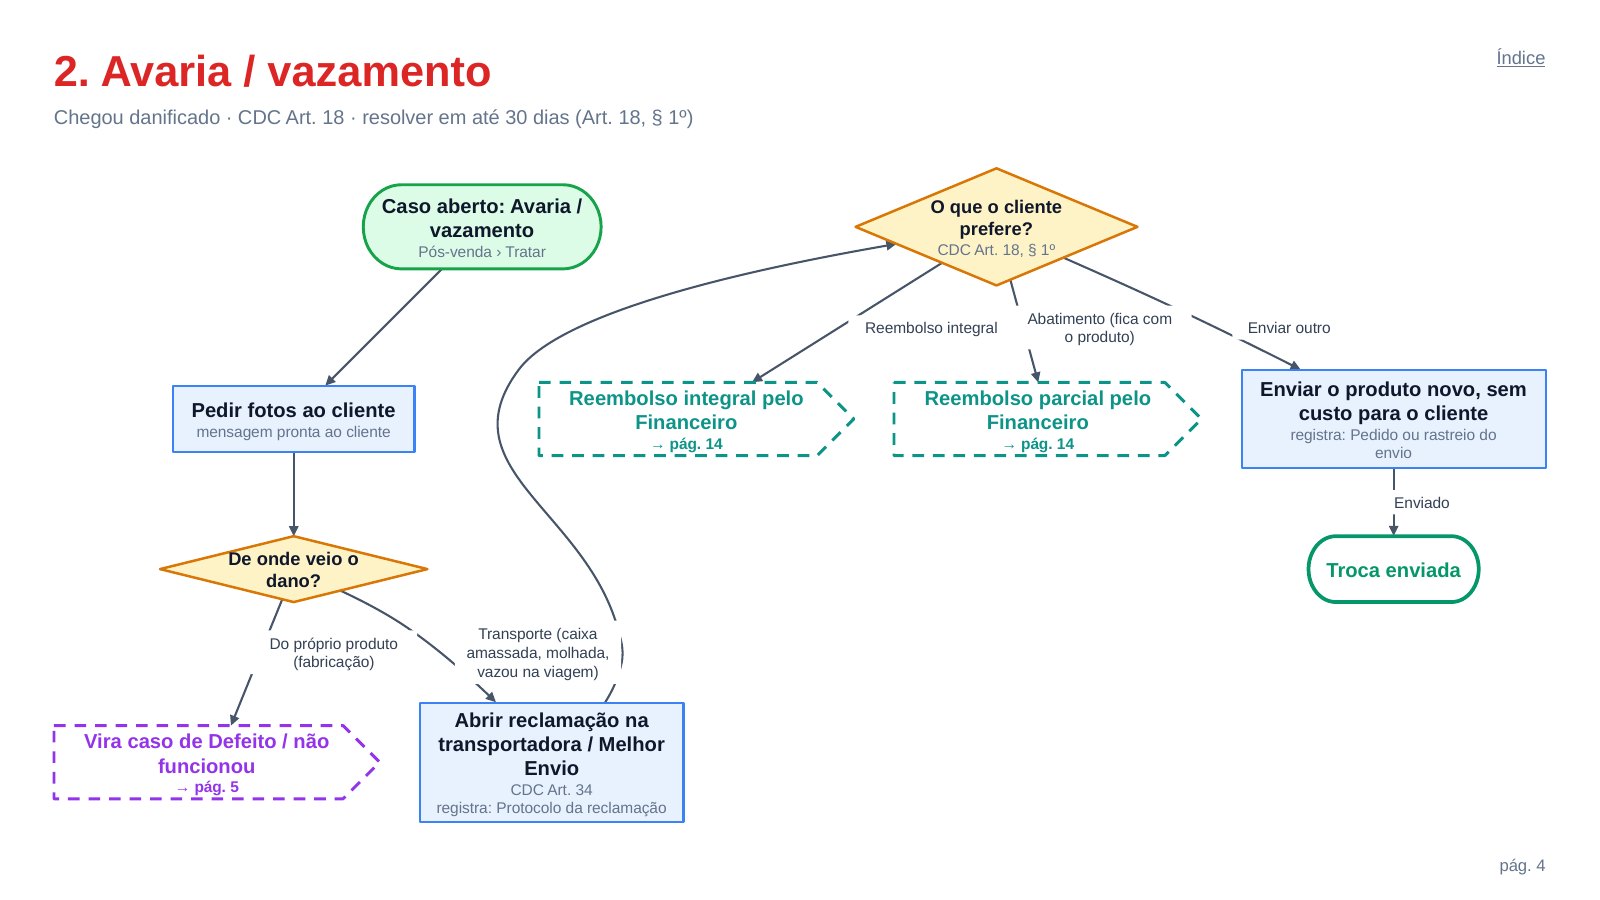 2. Avaria / vazamento
Índice
Chegou danificado · CDC Art. 18 · resolver em até 30 dias (Art. 18, § 1º)
Caso aberto: Avaria /
vazamento
Pós-venda › Tratar
Pedir fotos ao cliente
mensagem pronta ao cliente
De onde veio o
dano?
Do próprio produto
(fabricação)
Transporte (caixa
amassada, molhada,
vazou na viagem)
Vira caso de Defeito / não
funcionou
→ pág. 5
Abrir reclamação na
transportadora / Melhor
Envio
CDC Art. 34
registra: Protocolo da reclamação
O que o cliente
prefere?
CDC Art. 18, § 1º
Reembolso integral
Abatimento (fica com
o produto)
Enviar outro
Reembolso integral pelo
Financeiro
→ pág. 14
Reembolso parcial pelo
Financeiro
→ pág. 14
Enviar o produto novo, sem
custo para o cliente
registra: Pedido ou rastreio do
envio
Enviado
Troca enviada
pág. 4